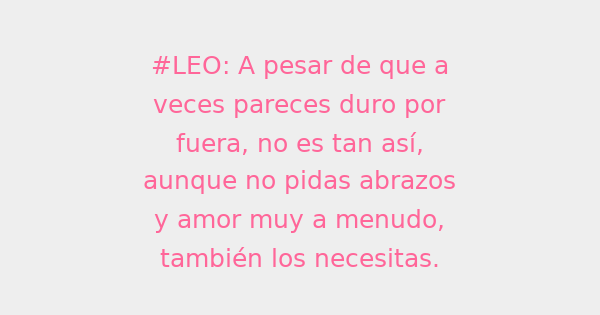 #LEO: A pesar de que a
veces pareces duro por
fuera, no es tan así,
aunque no pidas abrazos
y amor muy a menudo,
también los necesitas.